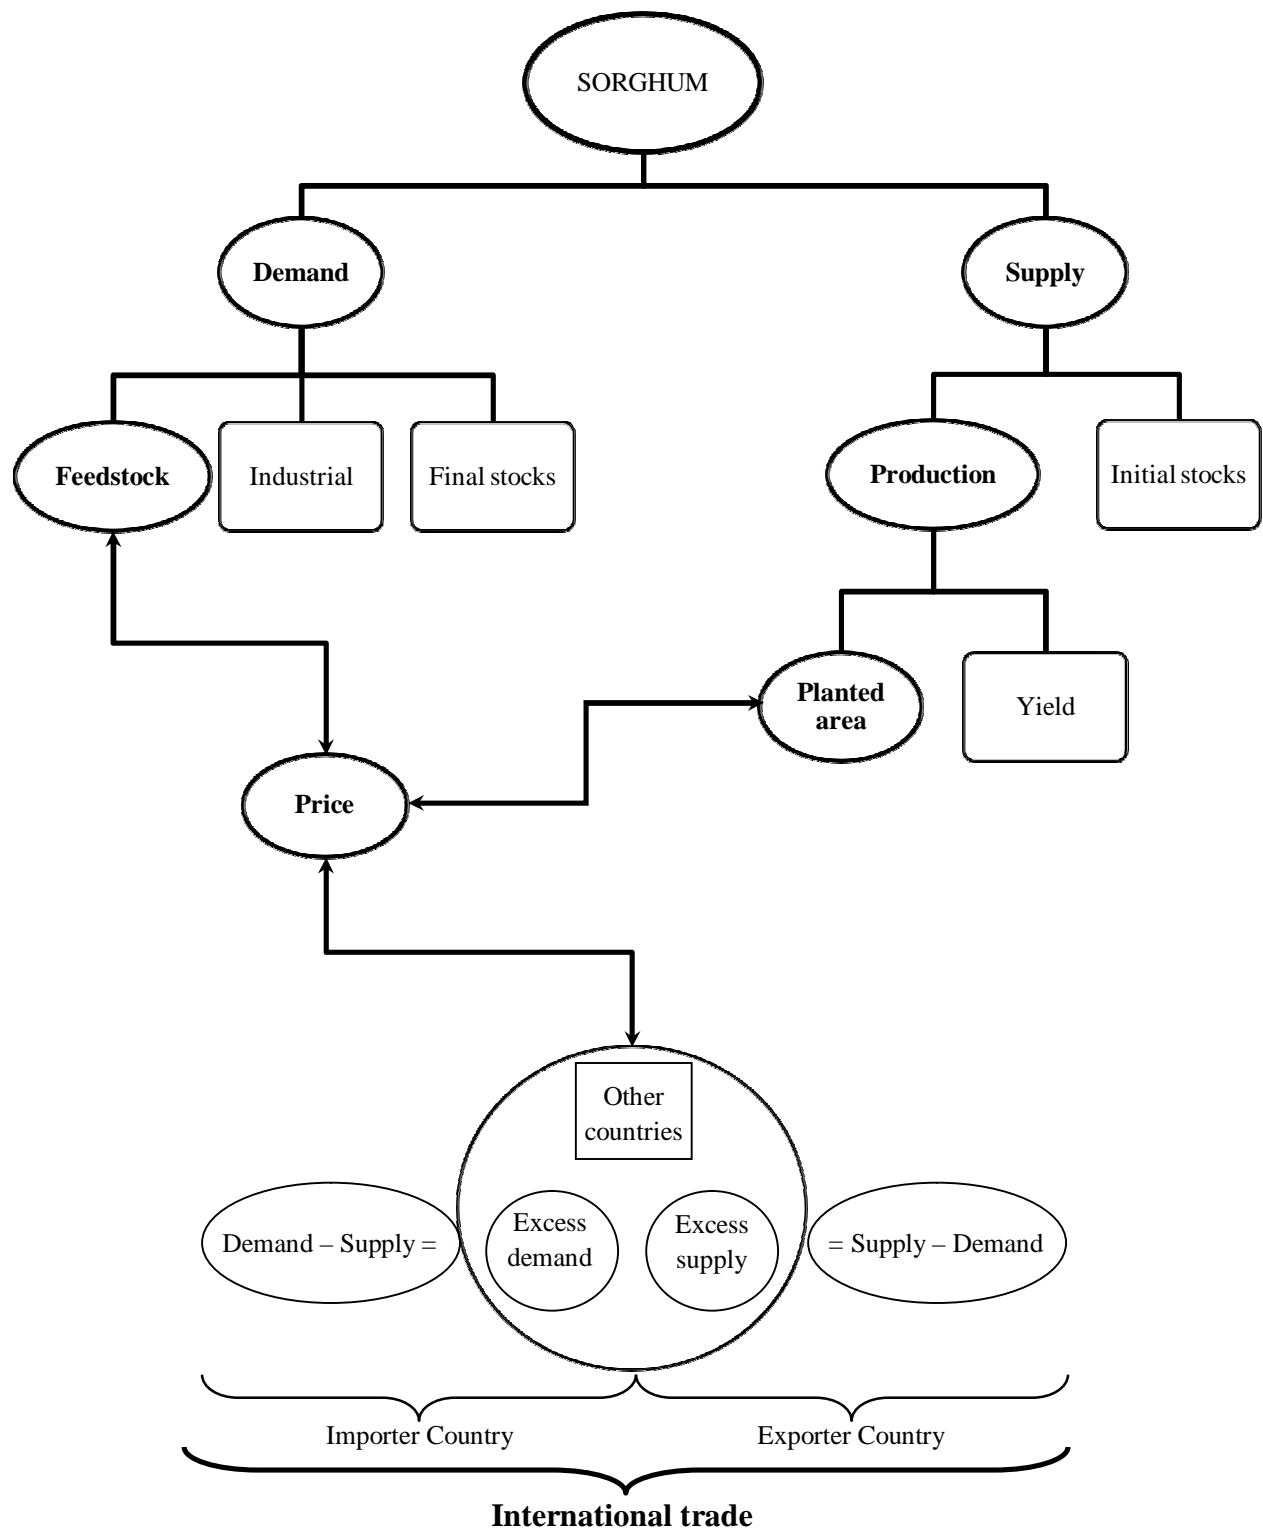 SORGHUM
Demand
Supply
Feedstock
Industrial
Final stocks
Production
Initial stocks
Planted
area
Yield
Price
Other
countries
Demand – Supply =
Excess
demand
Excess
supply
= Supply – Demand
Importer Country
Exporter Country
International trade